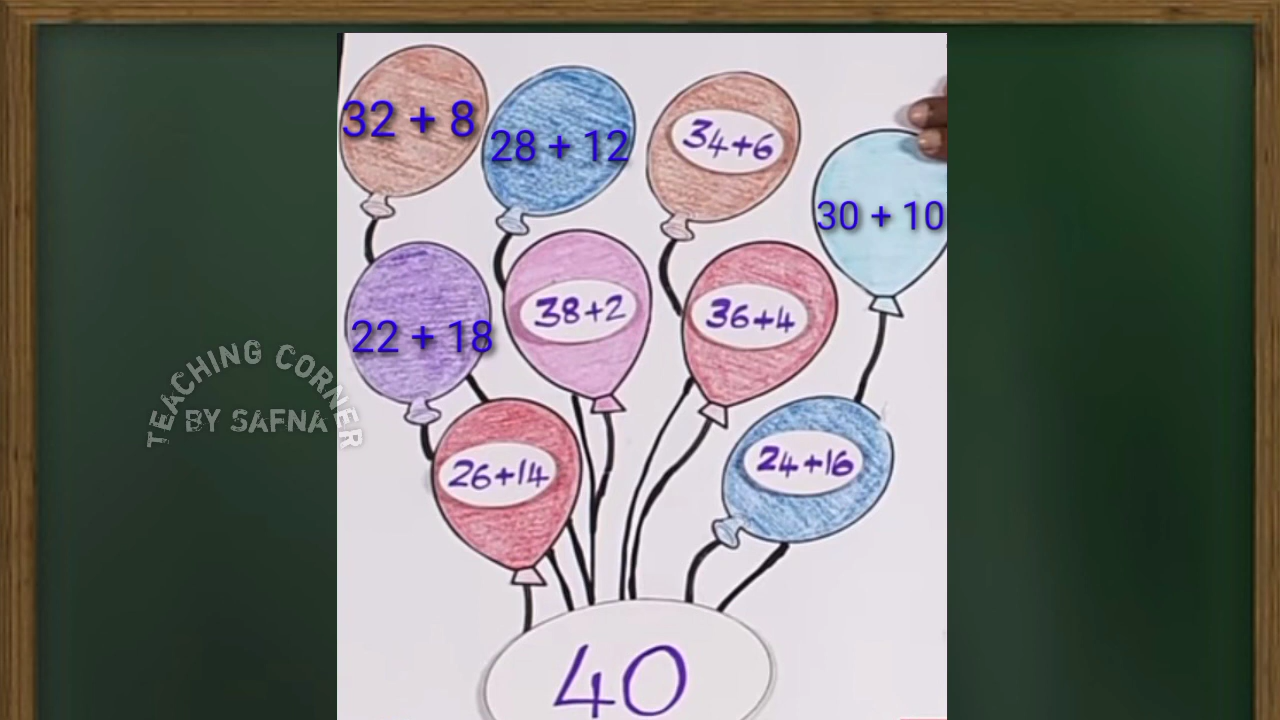 32 + 8
28 + 12
34+6
30 + 10
22 + 18
38+2
36+4
26+14
24+16
40
TEACHING CORNER
BY SAFNA